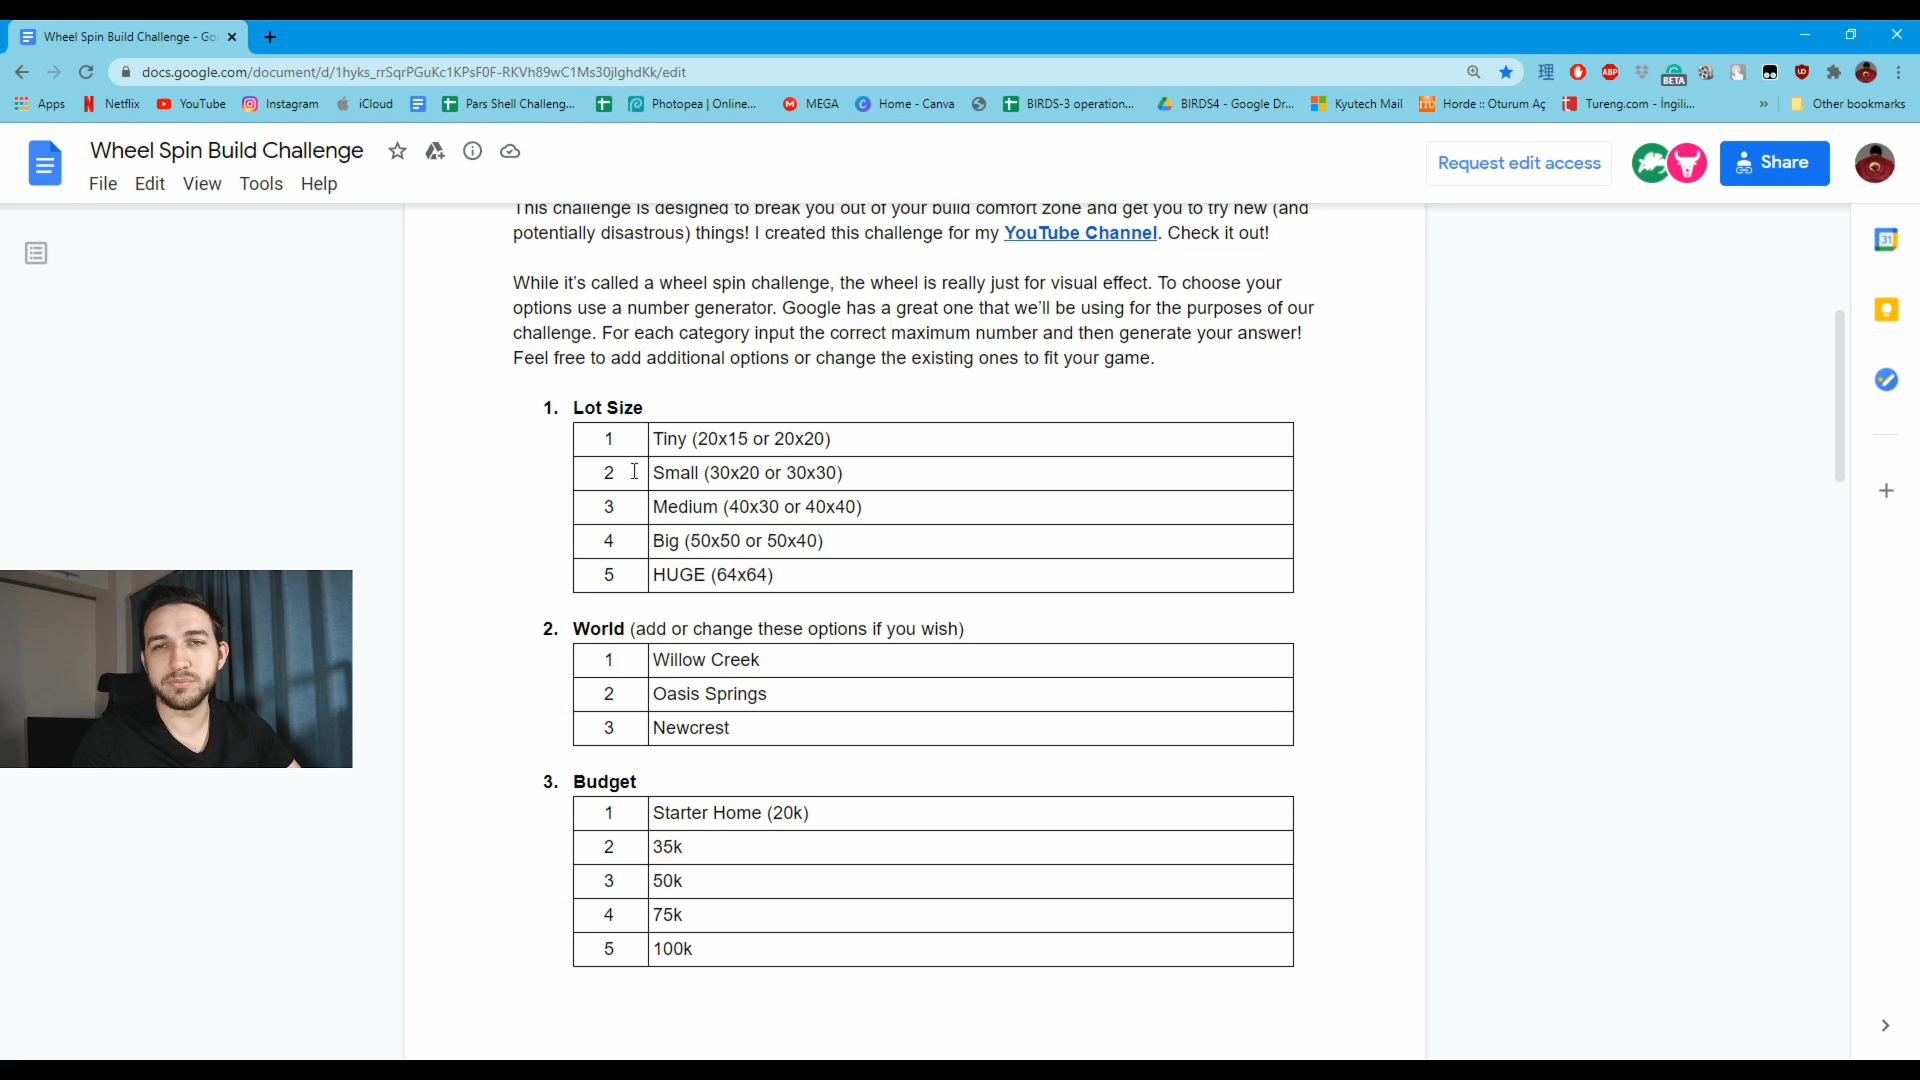 Wheel Spin Build Challenge - Go
docs.google.com/document/d/1hyks_rrSqrPGuKc1KPsF0F-RKVh89wC1Ms30jlghdKk/edit
ABP
BETA
Apps
Netflix
YouTube
Instagram
iCloud
Pars Shell Challeng...
Photopea | Online...
MEGA
Home - Canva
BIRDS-3 operation...
BIRDS4 - Google Dr...
Kyutech Mail
Horde :: Oturum Aç
Tureng.com - İngili...
»
Other bookmarks
Wheel Spin Build Challenge
File Edit View Tools Help
Request edit access
Share
31
This challenge is designed to break you out of your build comfort zone and get you to try new (and
potentially disastrous) things! I created this challenge for my YouTube Channel. Check it out!
While it's called a wheel spin challenge, the wheel is really just for visual effect. To choose your
options use a number generator. Google has a great one that we'll be using for the purposes of our
challenge. For each category input the correct maximum number and then generate your answer!
Feel free to add additional options or change the existing ones to fit your game.
1. Lot Size
1 Tiny (20x15 or 20x20)
2 Small (30x20 or 30x30)
3 Medium (40x30 or 40x40)
4 Big (50x50 or 50x40)
5 HUGE (64x64)
2. World (add or change these options if you wish)
1 Willow Creek
2 Oasis Springs
3 Newcrest
3. Budget
1 Starter Home (20k)
2 35k
3 50k
4 75k
5 100k